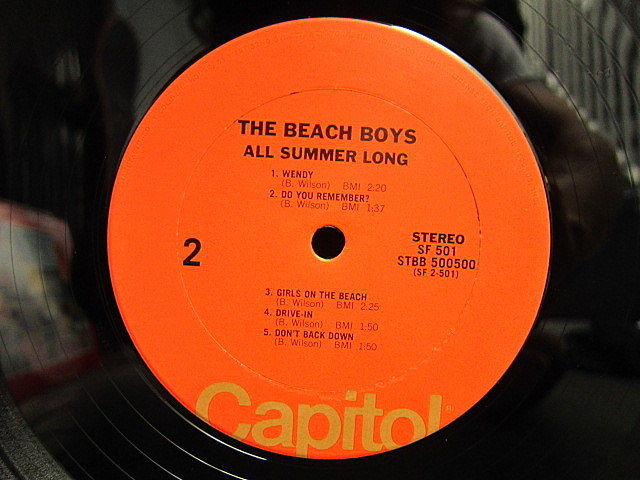 THE BEACH BOYS
ALL SUMMER LONG
1. WENDY
(B. Wilson) BMI 2:20
2. DO YOU REMEMBER?
(B. Wilson) BMI 1:37
2
STEREO
SF 501
STBB 500500
(SF 2-501)
3. GIRLS ON THE BEACH
(B. Wilson) BMI 2:25
4. DRIVE-IN
(B. Wilson) BMI 1:50
5. DON'T BACK DOWN
(B. Wilson) BMI 1:50
Capitol®